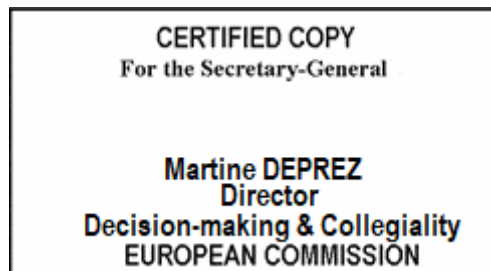 CERTIFIED COPY
For the Secretary-General
Martine DEPREZ
Director
Decision-making & Collegiality
EUROPEAN COMMISSION